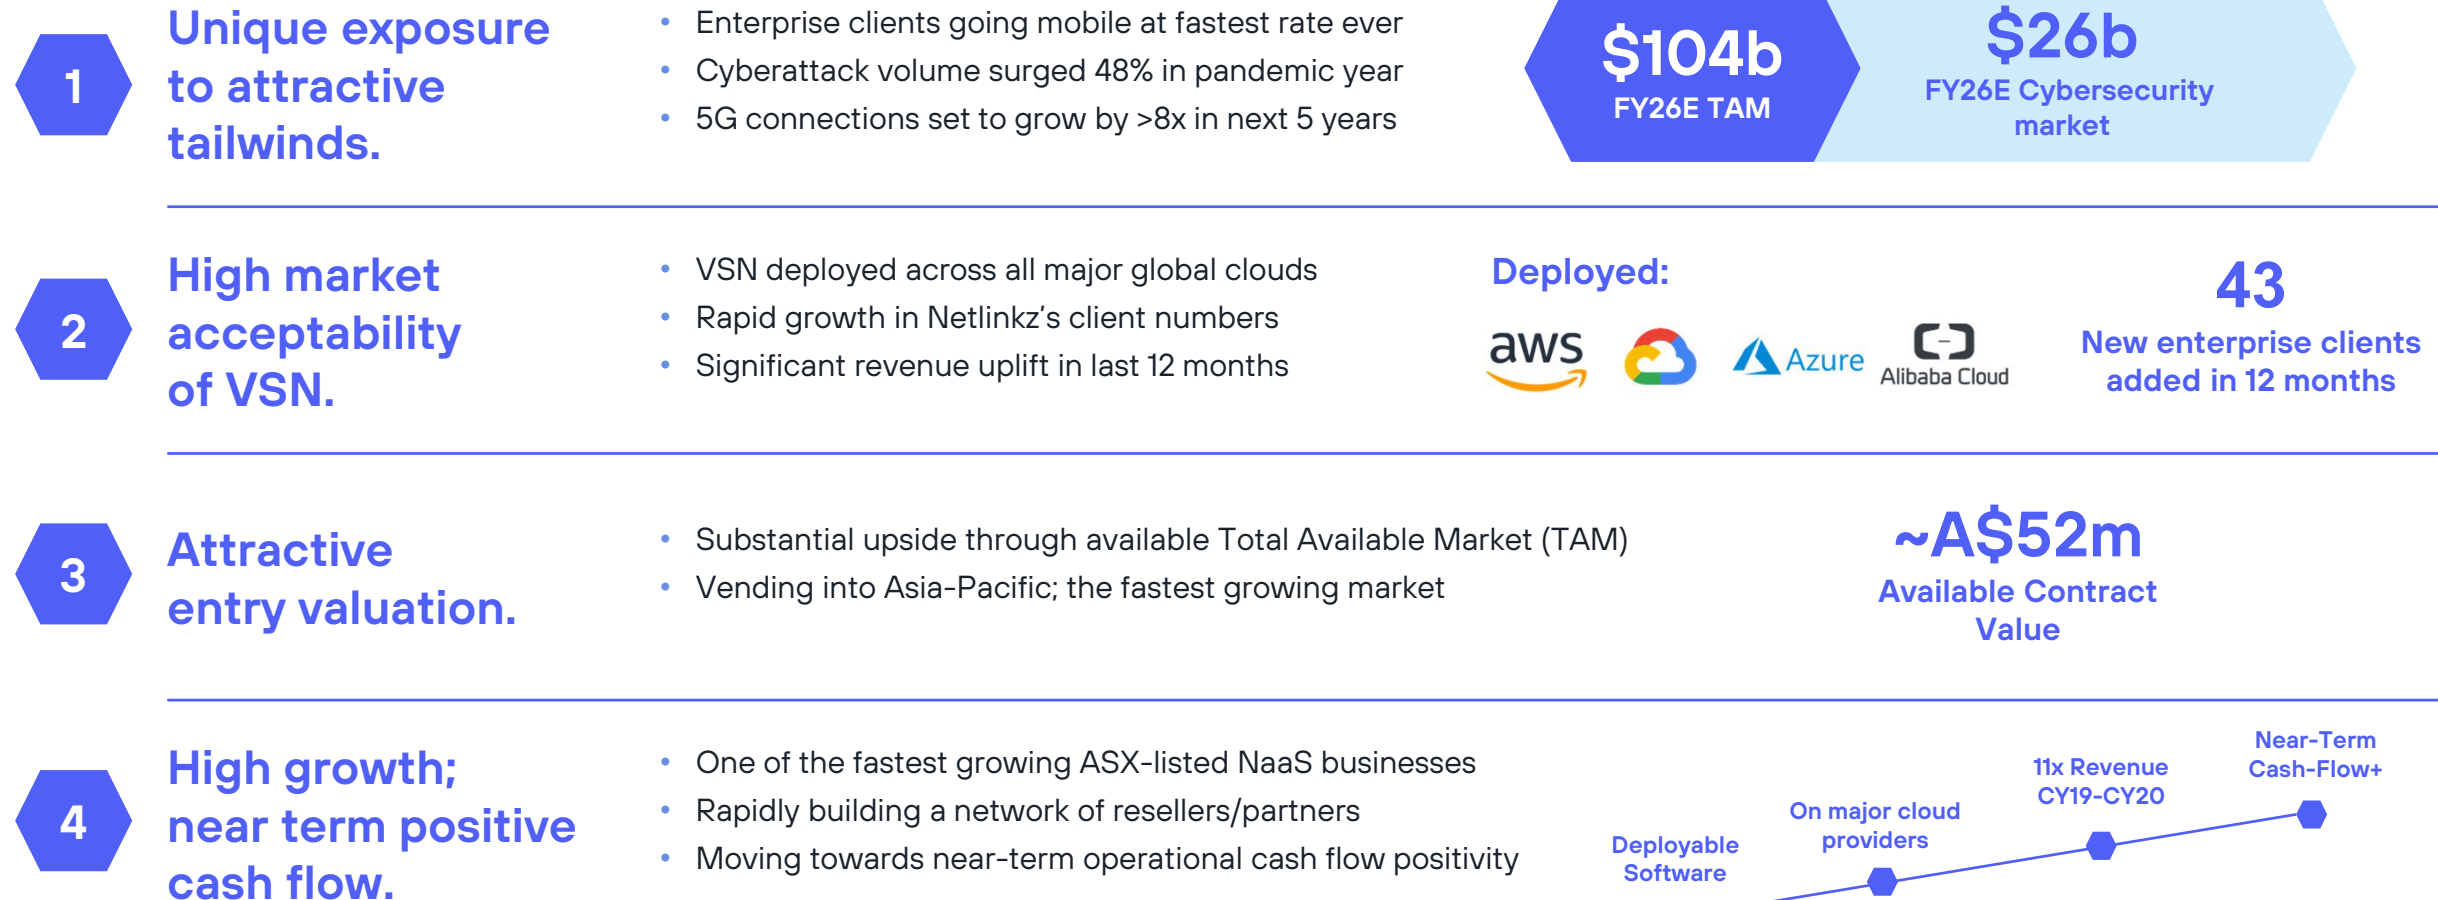 1
Unique exposure
to attractive
tailwinds.
• Enterprise clients going mobile at fastest rate ever
• Cyberattack volume surged 48% in pandemic year
• 5G connections set to grow by >8x in next 5 years
$104b
FY26E TAM
$26b
FY26E Cybersecurity
market
2
High market
acceptability
of VSN.
• VSN deployed across all major global clouds
• Rapid growth in Netlinkz’s client numbers
• Significant revenue uplift in last 12 months
Deployed:
aws
Azure
Alibaba Cloud
43
New enterprise clients
added in 12 months
3
Attractive
entry valuation.
• Substantial upside through available Total Available Market (TAM)
• Vending into Asia-Pacific; the fastest growing market
~A$52m
Available Contract
Value
4
High growth;
near term positive
cash flow.
• One of the fastest growing ASX-listed NaaS businesses
• Rapidly building a network of resellers/partners
• Moving towards near-term operational cash flow positivity
Deployable
Software
On major cloud
providers
11x Revenue
CY19-CY20
Near-Term
Cash-Flow+